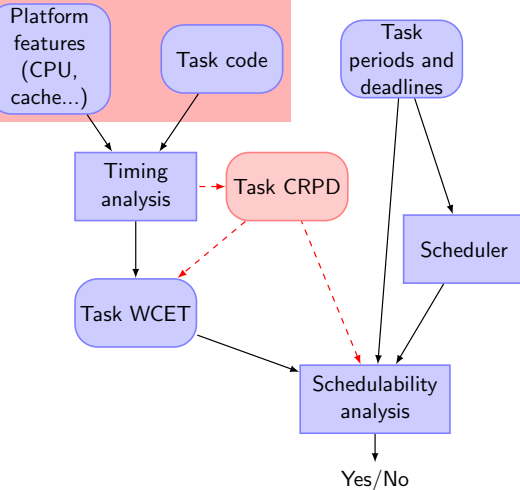 Platform
features
(CPU,
cache...)
Task code
Task
periods and
deadlines
Timing
analysis
Task CRPD
Scheduler
Task WCET
Schedulability
analysis
Yes/No